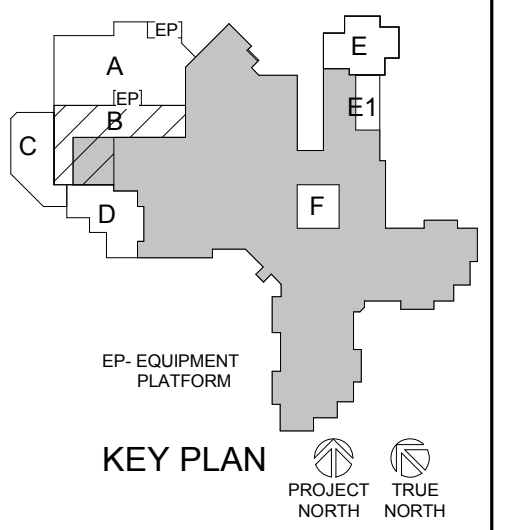 [EP]
A
E
[EP]
B
E1
C
D
F
EP- EQUIPMENT
PLATFORM
KEY PLAN
PROJECT
NORTH
TRUE
NORTH